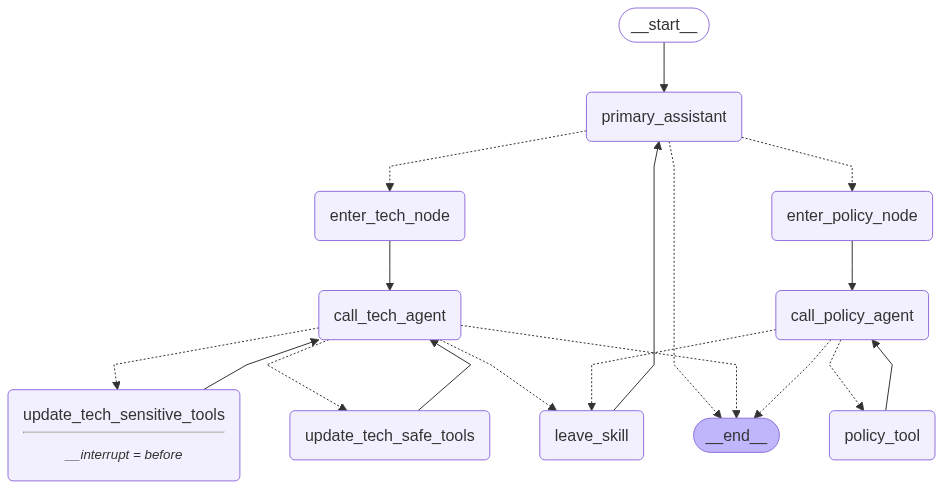 __start__
primary_assistant
enter_tech_node
enter_policy_node
call_tech_agent
call_policy_agent
update_tech_sensitive_tools
__interrupt = before
update_tech_safe_tools
leave_skill
__end__
policy_tool